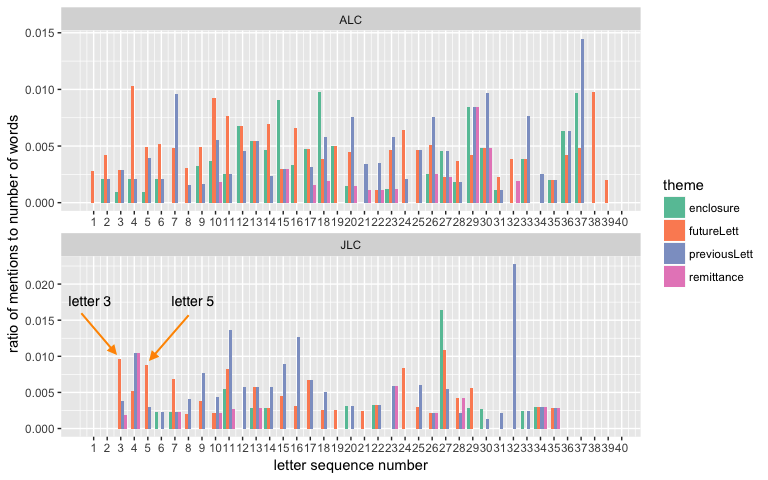 ALC
ratio of mentions to number of words
0.015
0.010
0.005
0.000
1 2 3 4 5 6 7 8 9 10 11 12 13 14 15 16 17 18 19 20 21 22 23 24 25 26 27 28 29 30 31 32 33 34 35 36 37 38 39 40
JLC
0.020
0.015
0.010
0.005
0.000
letter 3
letter 5
1 2 3 4 5 6 7 8 9 10 11 12 13 14 15 16 17 18 19 20 21 22 23 24 25 26 27 28 29 30 31 32 33 34 35 36 37 38 39 40
letter sequence number
theme
enclosure
futureLett
previousLett
remittance